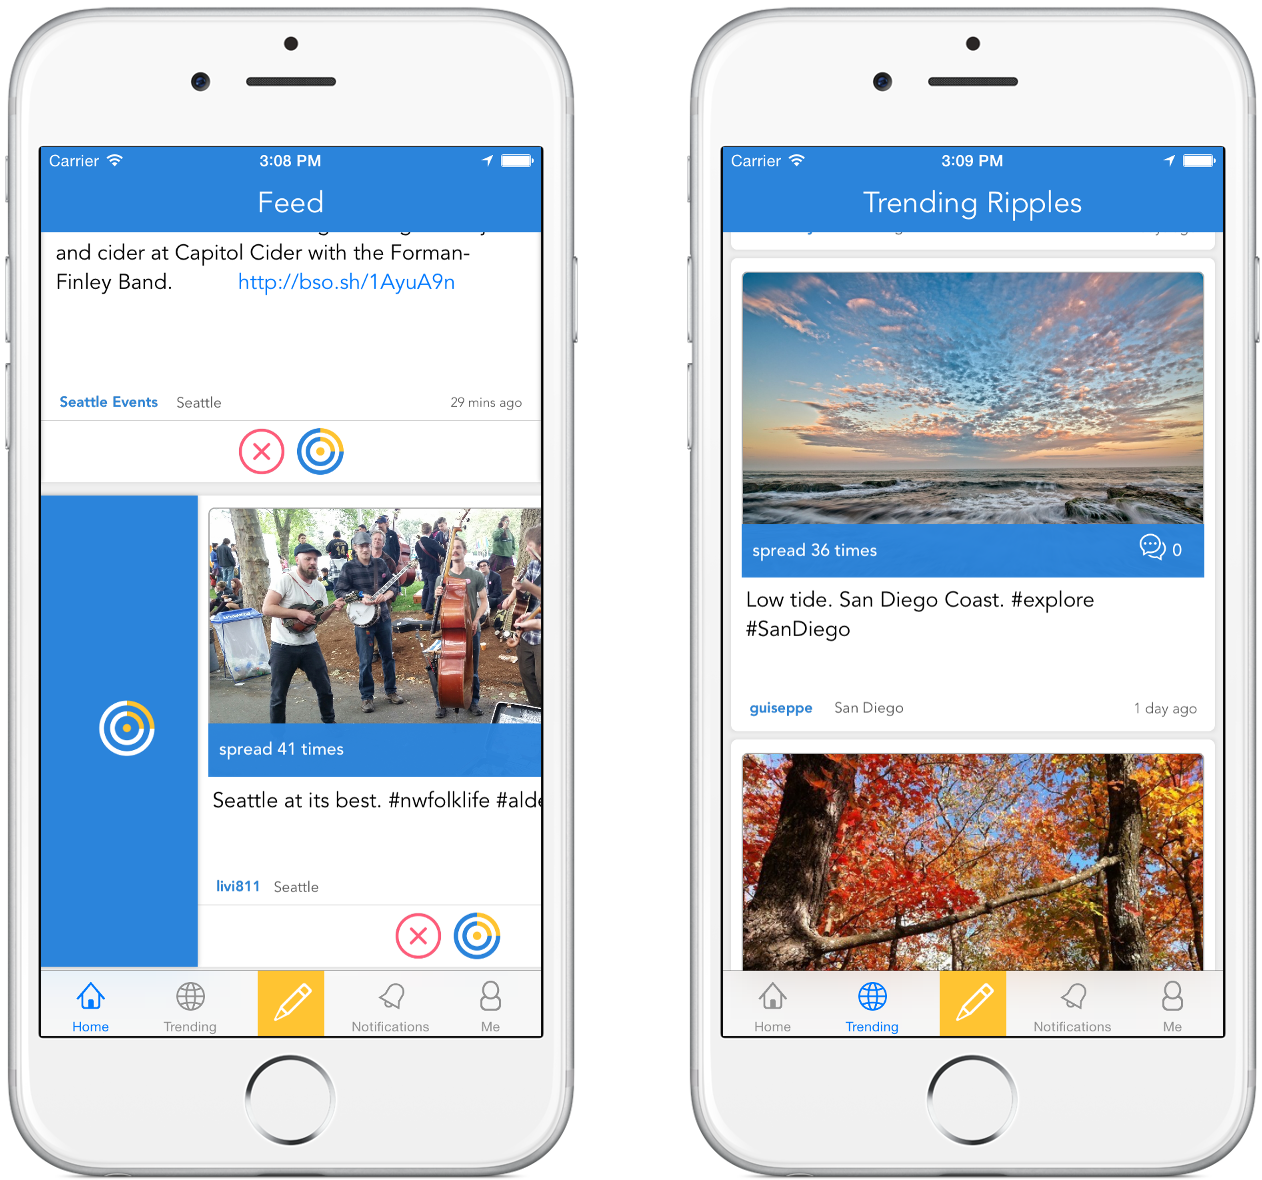 Carrier
3:08 PM
Feed
and cider at Capitol Cider with the Forman-
Finley Band. http://bso.sh/1AyuA9n
Seattle Events Seattle 29 mins ago
spread 41 times
Seattle at its best. #nwfolklife #alde
livi811 Seattle
Home Trending Notifications Me
Carrier
3:09 PM
Trending Ripples
spread 36 times 0
Low tide. San Diego Coast. #explore
#SanDiego
guiseppe San Diego 1 day ago
Home Trending Notifications Me